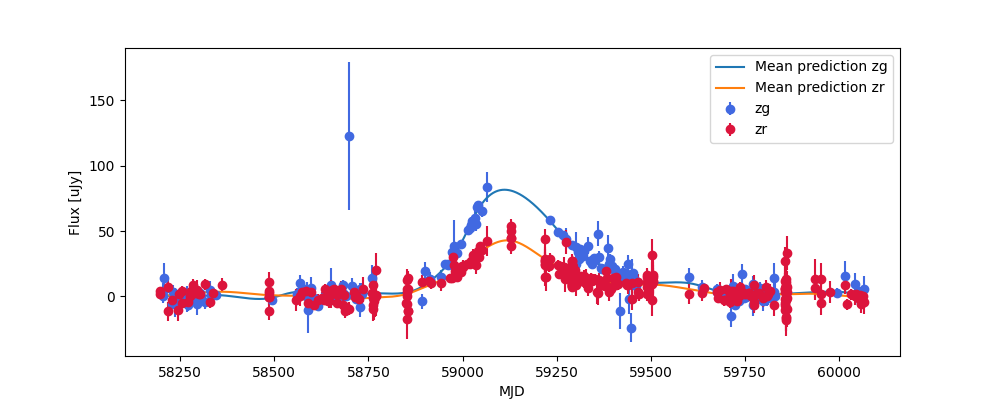 Mean prediction zg
Mean prediction zr
zg
zr
150
100
50
0
Flux [uJy]
58250 58500 58750 59000 59250 59500 59750 60000
MJD